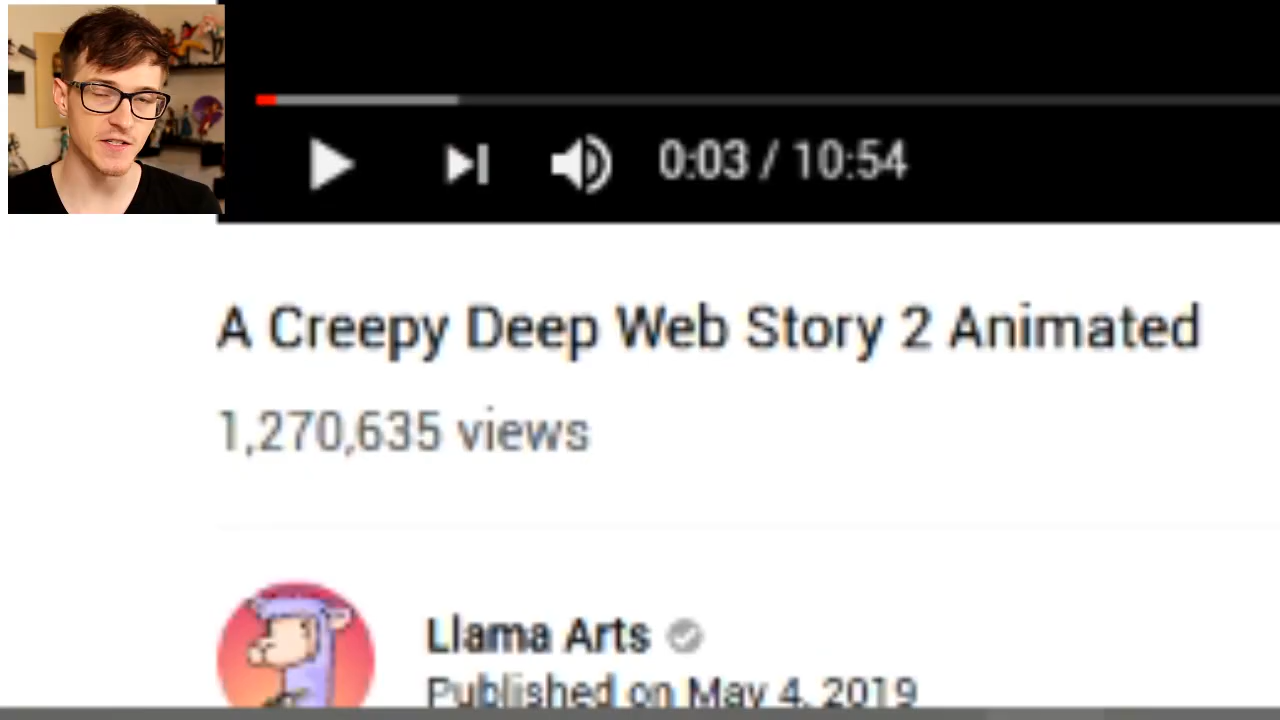 0:03 / 10:54
A Creepy Deep Web Story 2 Animated
1,270,635 views
Llama Arts
Published on May 4, 2019